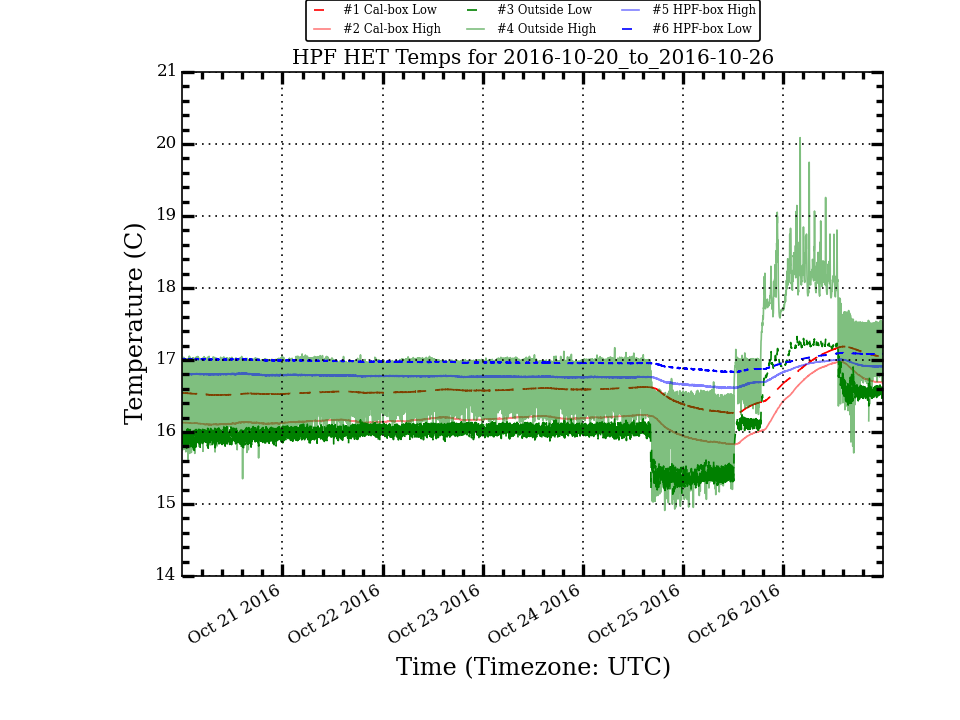 #1 Cal-box Low #3 Outside Low #5 HPF-box High
#2 Cal-box High #4 Outside High #6 HPF-box Low
HPF HET Temps for 2016-10-20_to_2016-10-26
21
20
19
18
17
16
15
14
Temperature (C)
Oct 21 2016 Oct 22 2016 Oct 23 2016 Oct 24 2016 Oct 25 2016 Oct 26 2016
Time (Timezone: UTC)